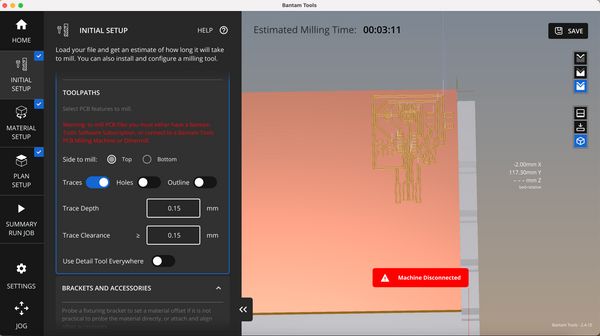 Bantam Tools
HOME
INITIAL
SETUP
MATERIAL
SETUP
PLAN
SETUP
SUMMARY
RUN JOB
SETTINGS
JOG
INITIAL SETUP
HELP
Load your file and get an estimate of how long it will take
to mill. You can also install and configure a milling tool.
TOOLPATHS
Select PCB features to mill.
Warning: to mill PCB files you must either have a Bantam
Tools Software Subscription, or connect to a Bantam Tools
PCB Milling Machine or Othermill.
Side to mill: Top Bottom
Traces Holes Outline
Trace Depth 0.15 mm
Trace Clearance ≥ 0.15 mm
Use Detail Tool Everywhere
BRACKETS AND ACCESSORIES
Probe a fixturing bracket to set a material offset if it is not
practical to probe the material directly, or attach and align
Estimated Milling Time: 00:03:11
SAVE
-2.00mm X
117.30mm Y
– – –mm Z
bed-relative
Machine Disconnected
Bantam Tools - 2.4.13